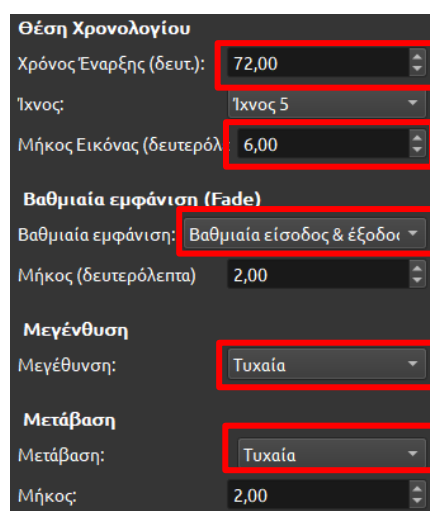 Θέση Χρονολογίου
Χρόνος Έναρξης (δευτ.): 72,00
Ίχνος: Ίχνος 5
Μήκος Εικόνας (δευτερόλ 6,00
Βαθμιαία εμφάνιση (Fade)
Βαθμιαία εμφάνιση: Βαθμιαία είσοδος & έξοδος
Μήκος (δευτερόλεπτα) 2,00
Μεγένθυση
Μεγέθυνση: Τυχαία
Μετάβαση
Μετάβαση: Τυχαία
Μήκος: 2,00